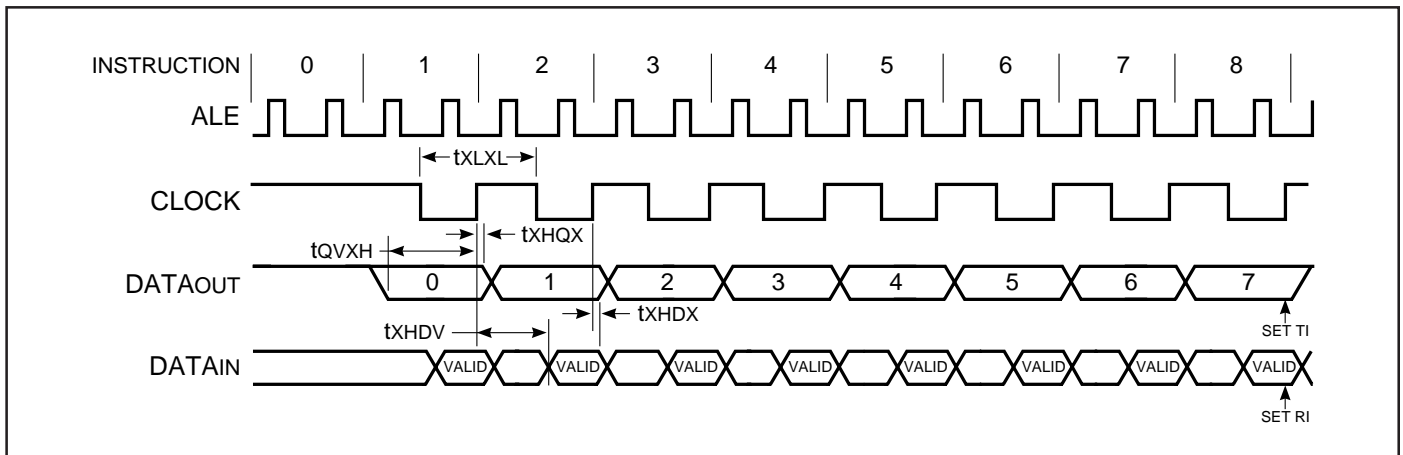 INSTRUCTION 0 1 2 3 4 5 6 7 8
ALE
tXLXL
CLOCK
tXHQX
tQVXH
DATAOUT 0 1 2 3 4 5 6 7
tXHDX
tXHDV
SET TI
DATAIN VALID VALID VALID VALID VALID VALID VALID VALID
SET RI